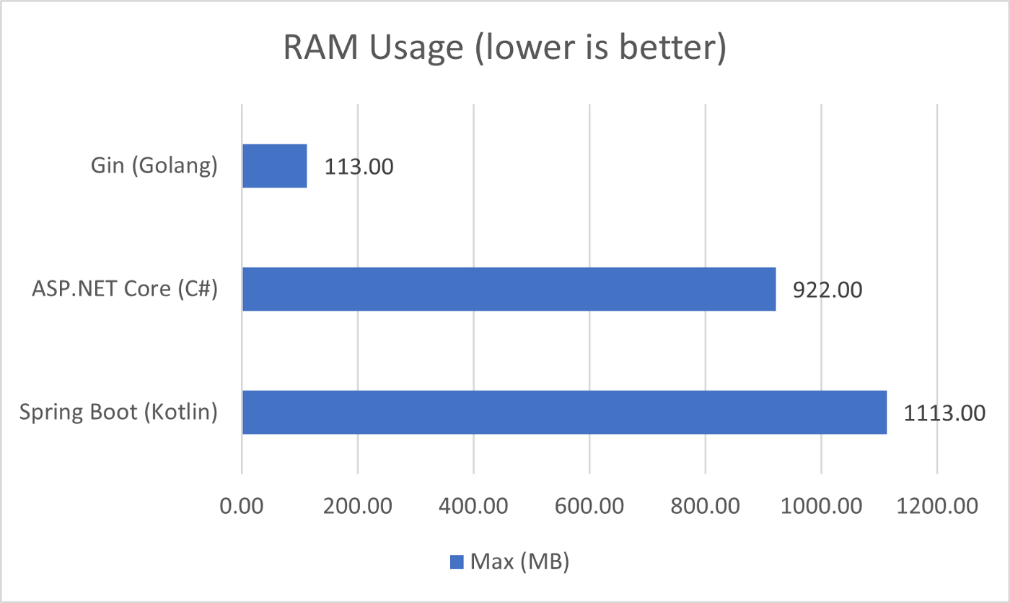 RAM Usage (lower is better)
Gin (Golang) 113.00
ASP.NET Core (C#) 922.00
Spring Boot (Kotlin) 1113.00
0.00 200.00 400.00 600.00 800.00 1000.00 1200.00
Max (MB)